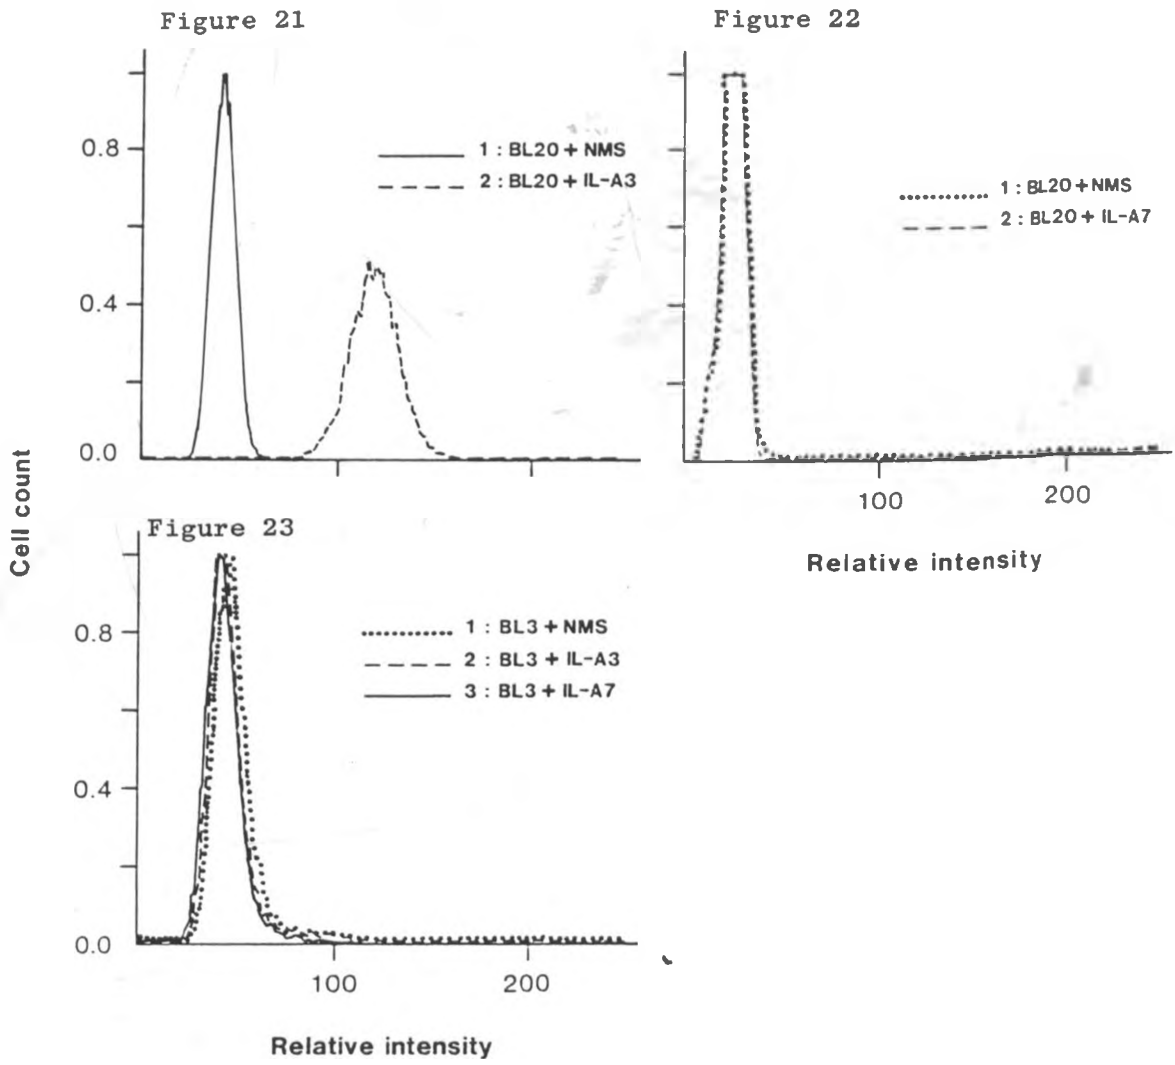 Figure 21
0.8
0.4
0.0
1 : BL20 + NMS
2 : BL20 + IL-A3
Figure 22
1 : BL20 + NMS
2 : BL20 + IL-A7
100
200
Relative intensity
Cell count
Figure 23
0.8
0.4
0.0
1 : BL3 + NMS
2 : BL3 + IL-A3
3 : BL3 + IL-A7
100
200
Relative intensity